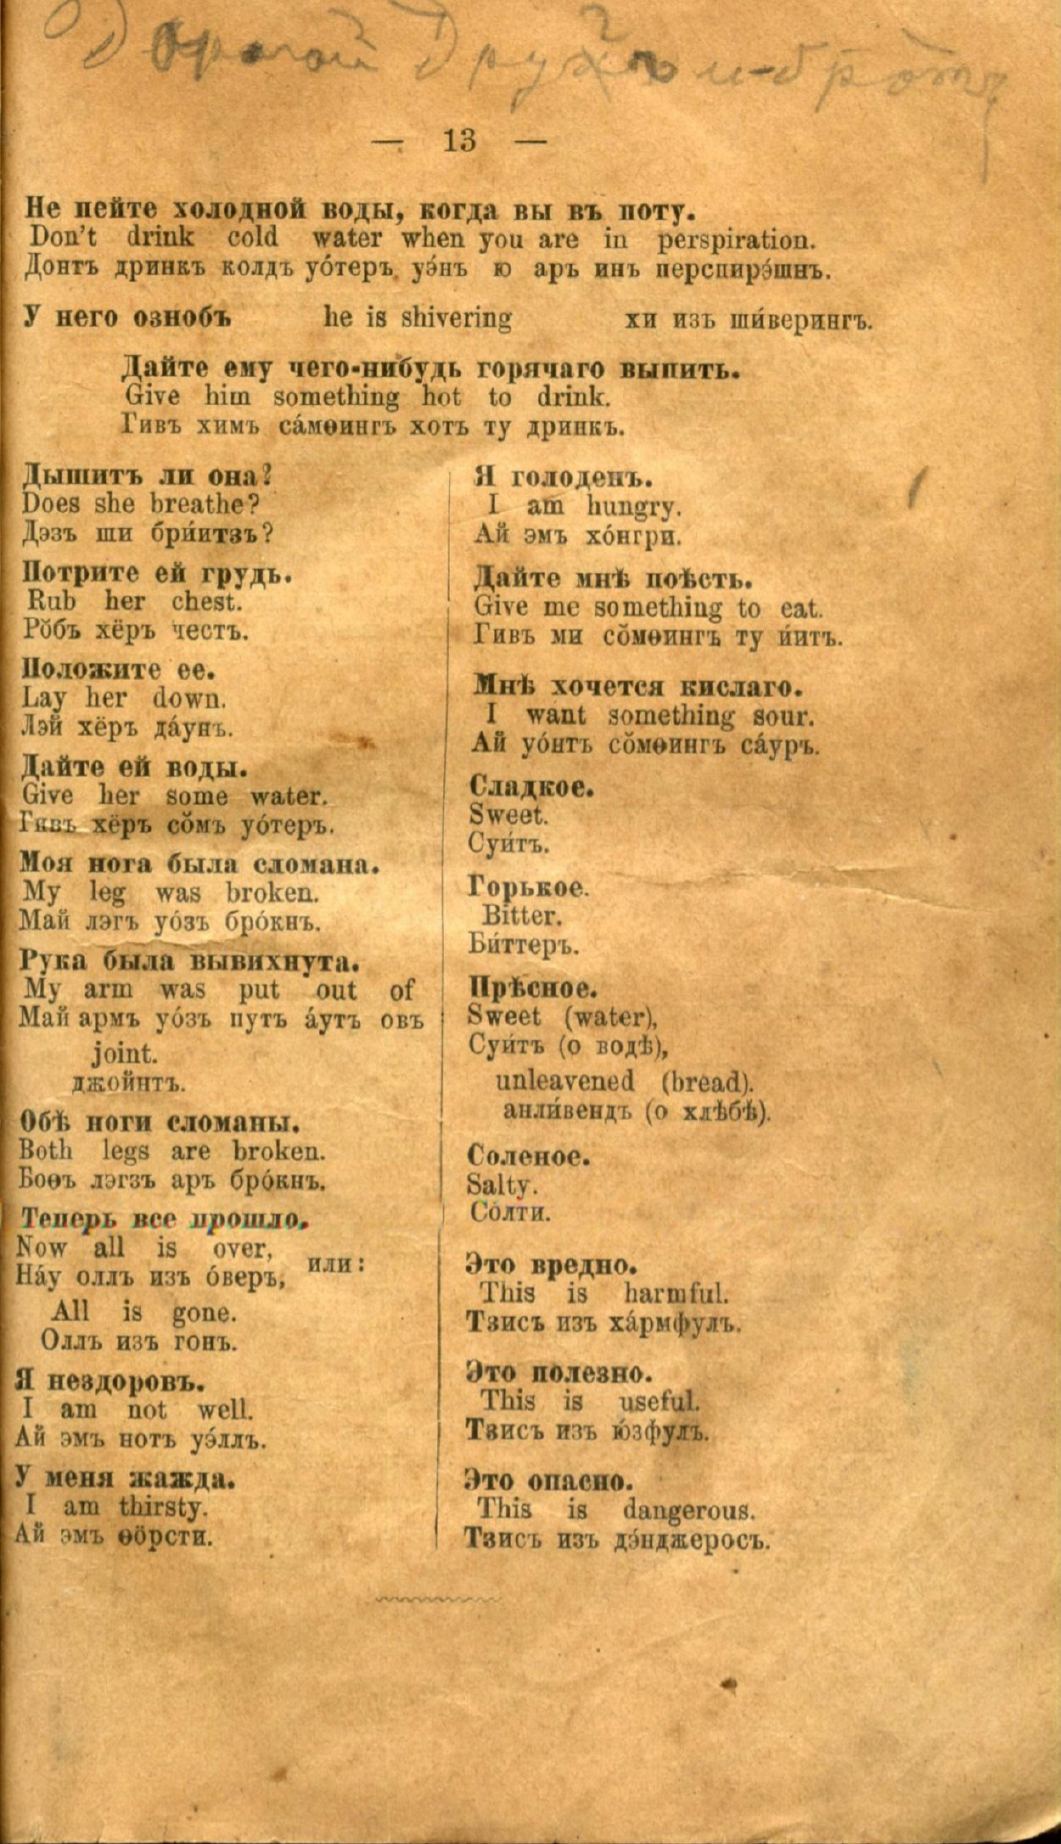 Дорогой Другъ и братъ
— 13 —
Не пейте холодной воды, когда вы въ поту.
Don't drink cold water when you are in perspiration.
Донтъ дринкъ колдъ уо́теръ уэ́нъ ю аръ инъ перспирэ́шнъ.
У него ознобъ he is shivering хи изъ ши́верингъ.
Дайте ему чего-нибудь горячаго выпить.
Give him something hot to drink.
Гивъ химъ са́мѳингъ хотъ ту дринкъ.
Дышитъ ли она?
Does she breathe?
Дэзъ ши бри́итзъ?
Потрите ей грудь.
Rub her chest.
Ро̆бъ хёръ честъ.
Положите ее.
Lay her down.
Лэй хёръ да́унъ.
Дайте ей воды.
Give her some water.
Гивъ хёръ со̆мъ уо́теръ.
Моя нога была сломана.
My leg was broken.
Май лэгъ уо́зъ бро́кнъ.
Рука была вывихнута.
My arm was put out of
Май армъ уо́зъ путъ а́утъ овъ
joint.
джойнтъ.
Обѣ ноги сломаны.
Both legs are broken.
Боѳъ лэгзъ аръ бро́кнъ.
Теперь все прошло.
Now all is over,
На́у оллъ изъ о́веръ, или:
All is gone.
Оллъ изъ гонъ.
Я нездоровъ.
I am not well.
Ай эмъ нотъ уэ́ллъ.
У меня жажда.
I am thirsty.
Ай эмъ ѳӧрсти.
Я голоденъ.
I am hungry.
Ай эмъ хо́нгри.
Дайте мнѣ поѣсть.
Give me something to eat.
Гивъ ми со̆мѳингъ ту и́итъ.
Мнѣ хочется кислаго.
I want something sour.
Ай уо́нтъ со̆мѳингъ са́уръ.
Сладкое.
Sweet.
Суи́тъ.
Горькое.
Bitter.
Би́ттеръ.
Прѣсное.
Sweet (water),
Суи́тъ (о водѣ),
unleavened (bread).
анли́вендъ (о хлѣбѣ).
Соленое.
Salty.
Со́лти.
Это вредно.
This is harmful.
Тзисъ изъ ха́рмфулъ.
Это полезно.
This is useful.
Тзисъ изъ ю́зфулъ.
Это опасно.
This is dangerous.
Тзисъ изъ дэ́нджеросъ.